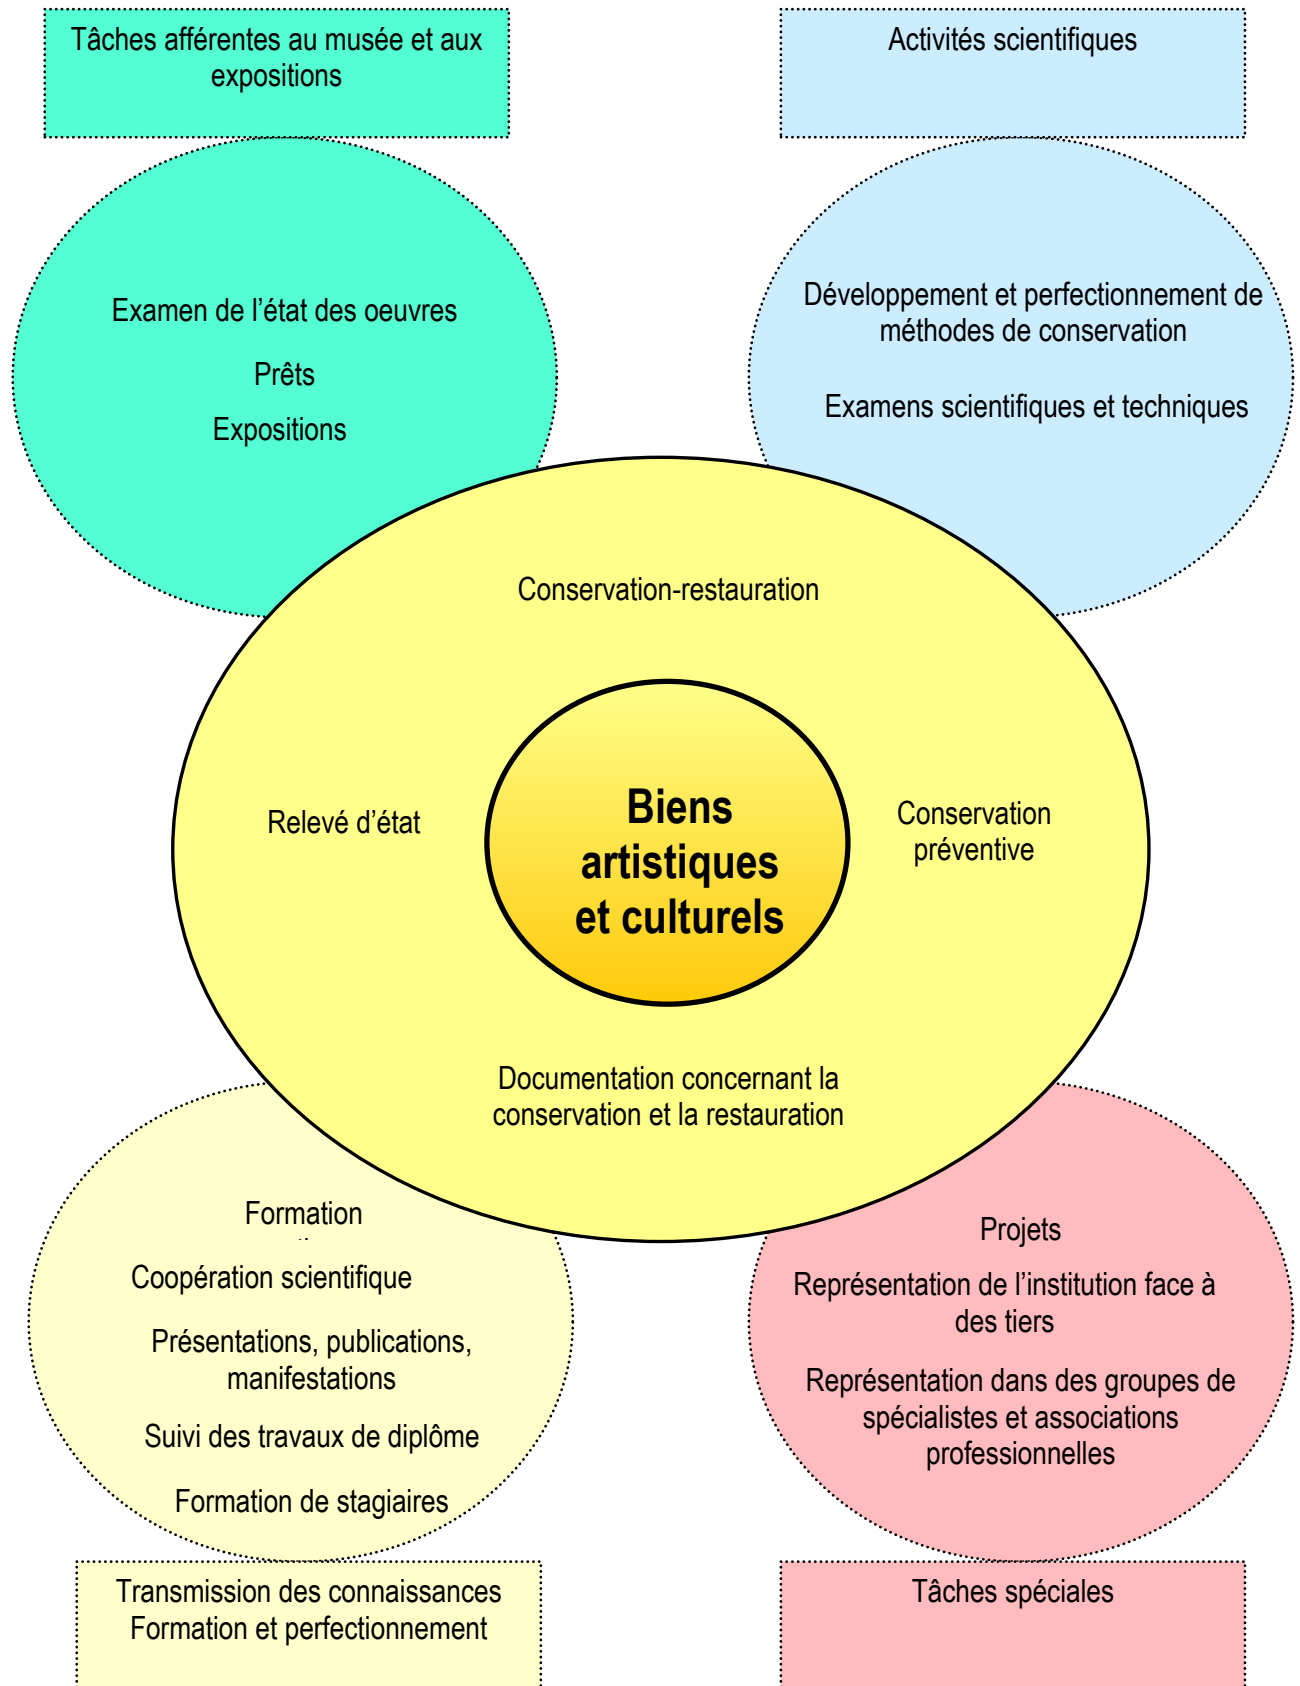 Tâches afférentes au musée et aux
expositions
Activités scientifiques
Examen de l’état des oeuvres
Prêts
Expositions
Développement et perfectionnement de
méthodes de conservation
Examens scientifiques et techniques
Conservation-restauration
Relevé d’état
Biens
artistiques
et culturels
Conservation
préventive
Documentation concernant la
conservation et la restauration
Formation
Coopération scientifique
Présentations, publications,
manifestations
Suivi des travaux de diplôme
Formation de stagiaires
Projets
Représentation de l’institution face à
des tiers
Représentation dans des groupes de
spécialistes et associations
professionnelles
Transmission des connaissances
Formation et perfectionnement
Tâches spéciales